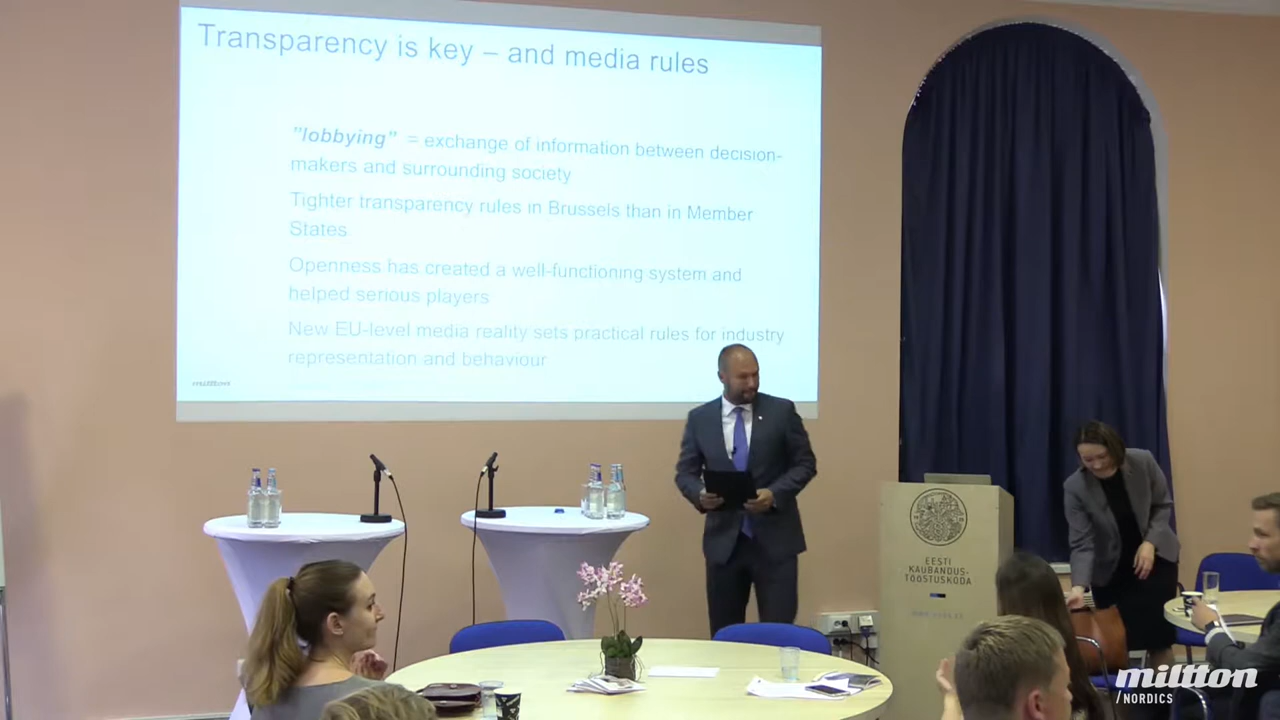 Transparency is key – and media rules
"lobbying" = exchange of information between decision-
makers and surrounding society
Tighter transparency rules in Brussels than in Member
States.
Openness has created a well-functioning system and
helped serious players
New EU-level media reality sets practical rules for industry
representation and behaviour
miltton
EESTI
KAUBANDUS-
TÖÖSTUSKODA
miltton
/NORDICS